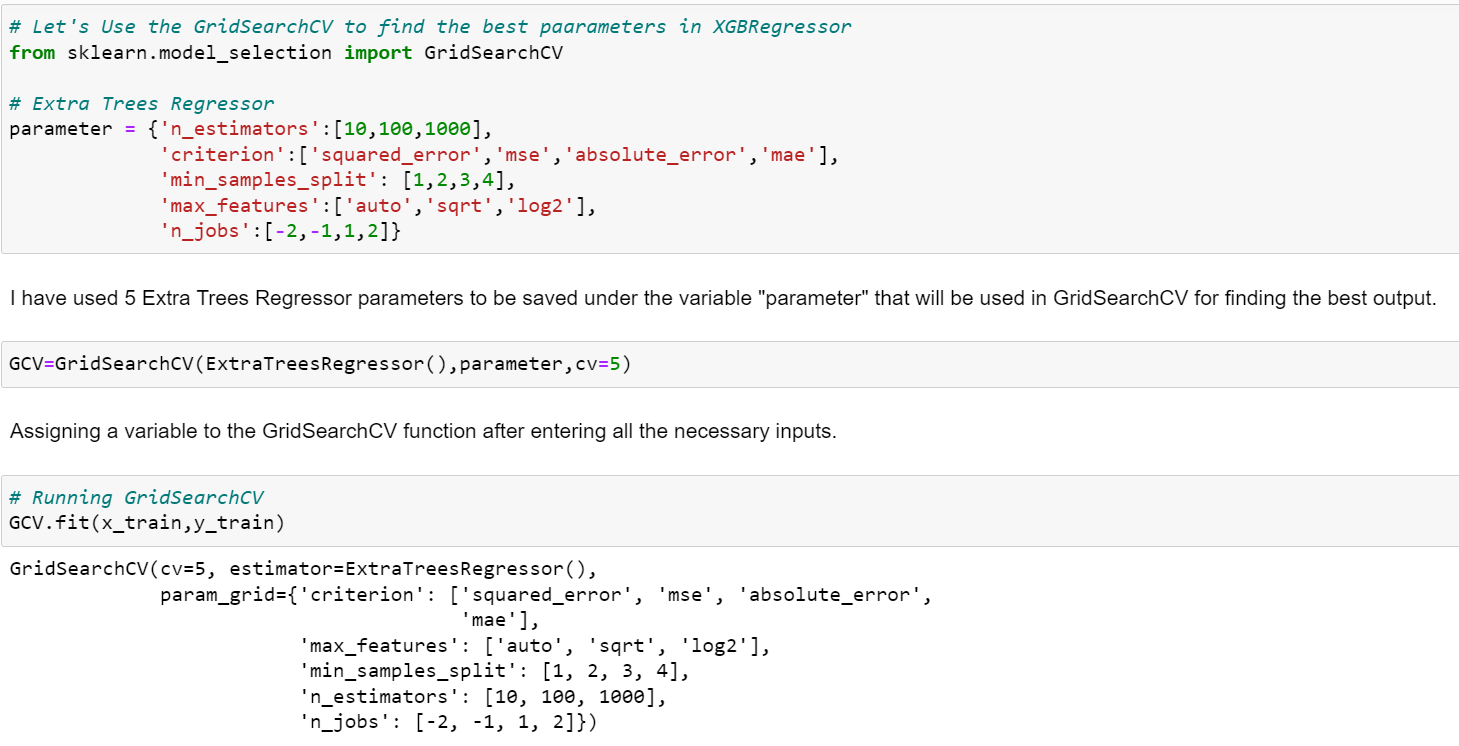 # Let's Use the GridSearchCV to find the best paarameters in XGBRegressor
from sklearn.model_selection import GridSearchCV
# Extra Trees Regressor
parameter = {'n_estimators':[10,100,1000],
'criterion':['squared_error','mse','absolute_error','mae'],
'min_samples_split': [1,2,3,4],
'max_features':['auto','sqrt','log2'],
'n_jobs':[-2,-1,1,2]}
I have used 5 Extra Trees Regressor parameters to be saved under the variable "parameter" that will be used in GridSearchCV for finding the best output.
GCV=GridSearchCV(ExtraTreesRegressor(),parameter,cv=5)
Assigning a variable to the GridSearchCV function after entering all the necessary inputs.
# Running GridSearchCV
GCV.fit(x_train,y_train)
GridSearchCV(cv=5, estimator=ExtraTreesRegressor(),
param_grid={'criterion': ['squared_error', 'mse', 'absolute_error',
'mae'],
'max_features': ['auto', 'sqrt', 'log2'],
'min_samples_split': [1, 2, 3, 4],
'n_estimators': [10, 100, 1000],
'n_jobs': [-2, -1, 1, 2]})